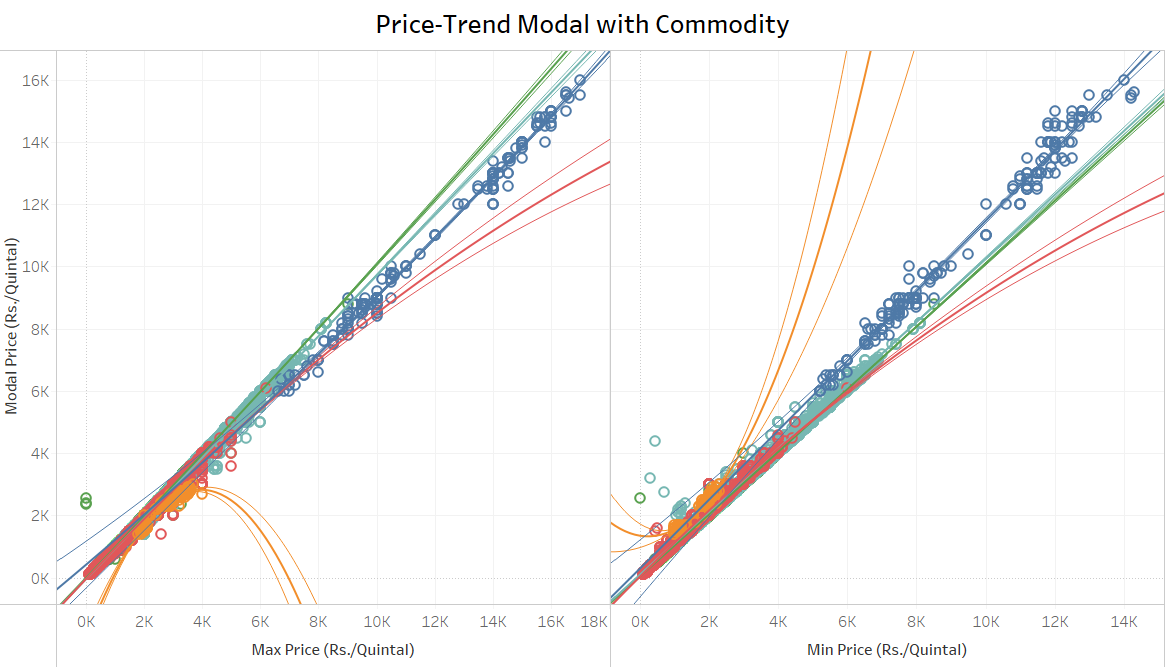 Price-Trend Modal with Commodity
16K
14K
12K
10K
8K
6K
4K
2K
0K
Modal Price (Rs./Quintal)
0K 2K 4K 6K 8K 10K 12K 14K 16K 18K 0K 2K 4K 6K 8K 10K 12K 14K
Max Price (Rs./Quintal) Min Price (Rs./Quintal)